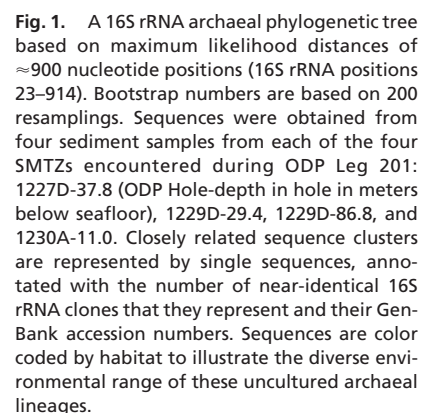 Fig. 1. A 16S rRNA archaeal phylogenetic tree
based on maximum likelihood distances of
≈900 nucleotide positions (16S rRNA positions
23–914). Bootstrap numbers are based on 200
resamplings. Sequences were obtained from
four sediment samples from each of the four
SMTZs encountered during ODP Leg 201:
1227D-37.8 (ODP Hole-depth in hole in meters
below seafloor), 1229D-29.4, 1229D-86.8, and
1230A-11.0. Closely related sequence clusters
are represented by single sequences, anno-
tated with the number of near-identical 16S
rRNA clones that they represent and their Gen-
Bank accession numbers. Sequences are color
coded by habitat to illustrate the diverse envi-
ronmental range of these uncultured archaeal
lineages.